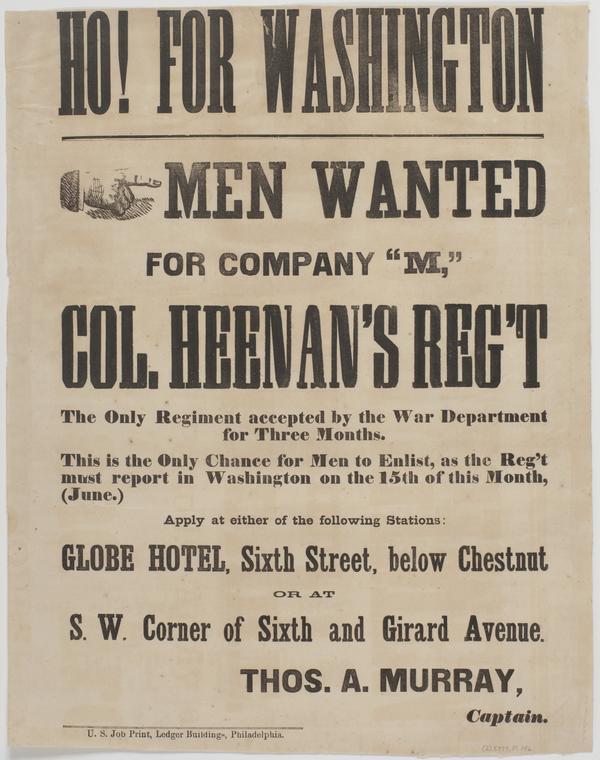 HO! FOR WASHINGTON
MEN WANTED
FOR COMPANY “M,”
COL. HEENAN’S REG’T
The Only Regiment accepted by the War Department
for Three Months.
This is the Only Chance for Men to Enlist, as the Reg’t
must report in Washington on the 15th of this Month,
(June.)
Apply at either of the following Stations:
GLOBE HOTEL, Sixth Street, below Chestnut
OR AT
S. W. Corner of Sixth and Girard Avenue.
THOS. A. MURRAY,
Captain.
U. S. Job Print, Ledger Buildings, Philadelphia.